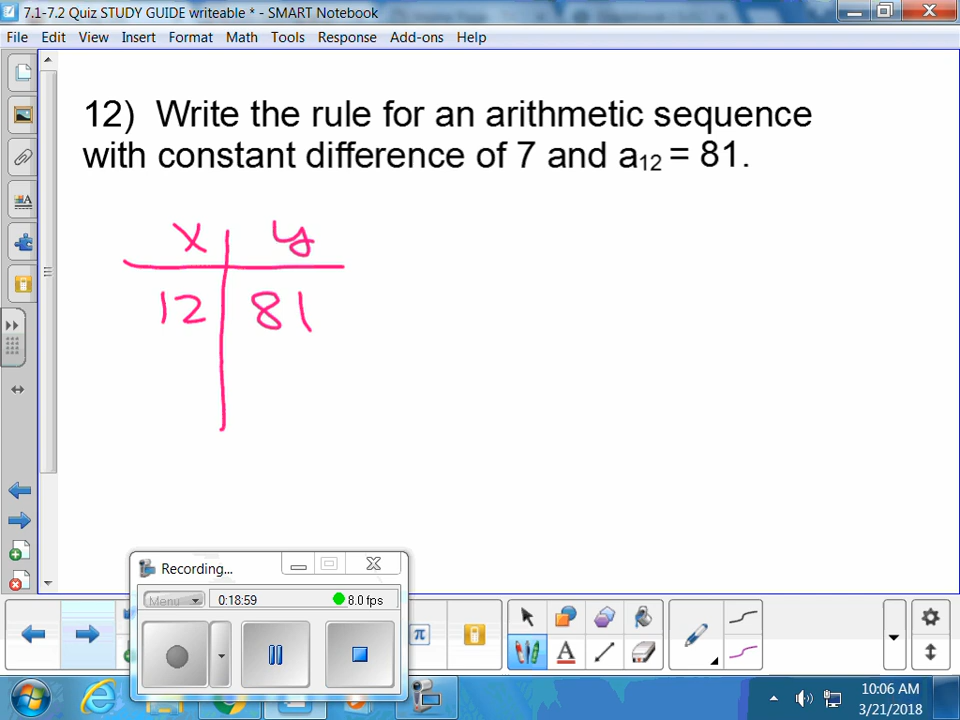 7.1-7.2 Quiz STUDY GUIDE writeable * - SMART Notebook
File Edit View Insert Format Math Tools Response Add-ons Help
12) Write the rule for an arithmetic sequence
with constant difference of 7 and a₁₂ = 81.
x y
12 81
Recording...
Menu 0:18:59 8.0 fps
π
A
10:06 AM
3/21/2018